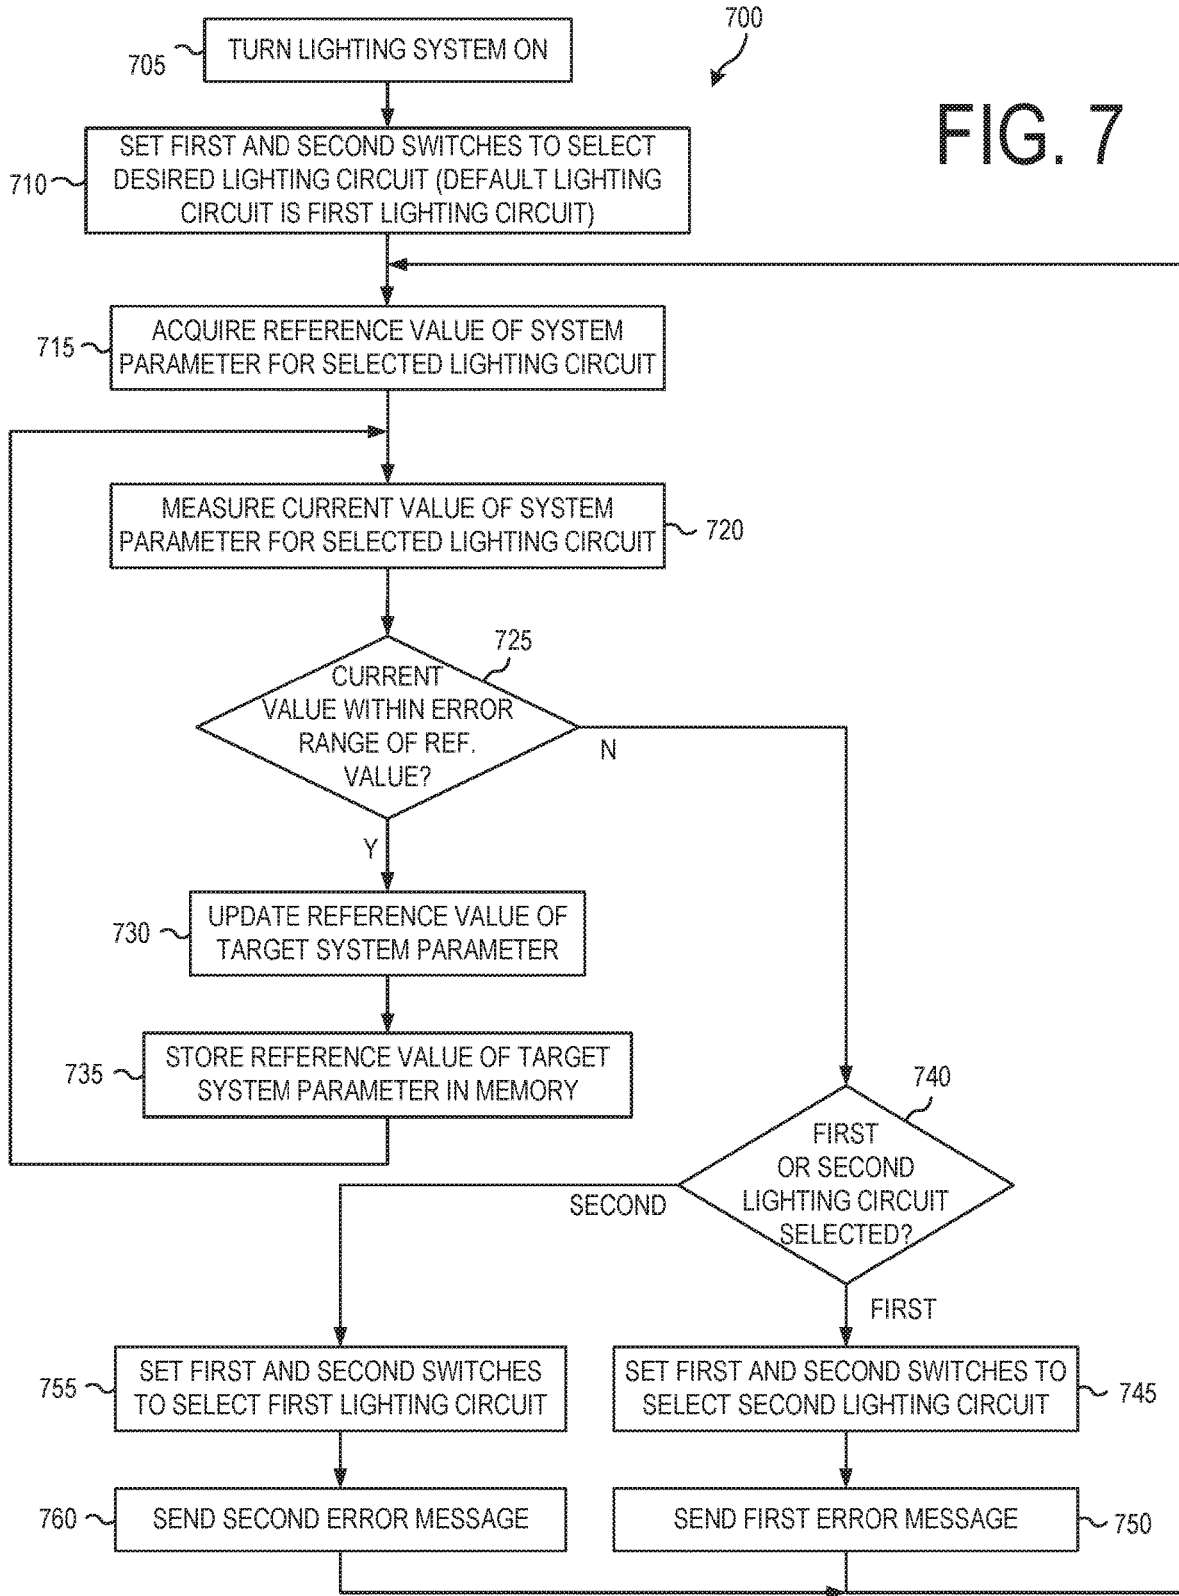 700
705
TURN LIGHTING SYSTEM ON
FIG. 7
710
SET FIRST AND SECOND SWITCHES TO SELECT
DESIRED LIGHTING CIRCUIT (DEFAULT LIGHTING
CIRCUIT IS FIRST LIGHTING CIRCUIT)
715
ACQUIRE REFERENCE VALUE OF SYSTEM
PARAMETER FOR SELECTED LIGHTING CIRCUIT
MEASURE CURRENT VALUE OF SYSTEM
PARAMETER FOR SELECTED LIGHTING CIRCUIT
720
725
CURRENT
VALUE WITHIN ERROR
RANGE OF REF.
VALUE?
N
Y
730
UPDATE REFERENCE VALUE OF
TARGET SYSTEM PARAMETER
735
STORE REFERENCE VALUE OF TARGET
SYSTEM PARAMETER IN MEMORY
740
FIRST
OR SECOND
LIGHTING CIRCUIT
SELECTED?
SECOND
FIRST
755
SET FIRST AND SECOND SWITCHES
TO SELECT FIRST LIGHTING CIRCUIT
SET FIRST AND SECOND SWITCHES TO
SELECT SECOND LIGHTING CIRCUIT
745
760
SEND SECOND ERROR MESSAGE
SEND FIRST ERROR MESSAGE
750